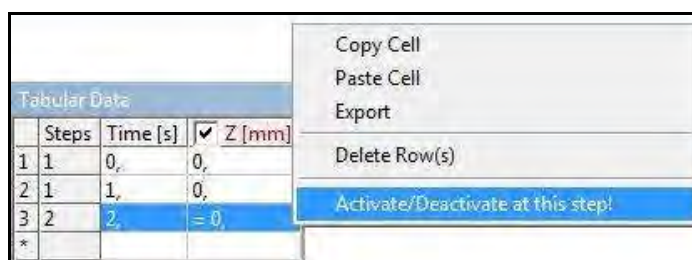 Copy Cell
Paste Cell
Export
Delete Row(s)
Activate/Deactivate at this step!
Tabular Data
Steps Time [s] Z [mm]
1 1 0, 0,
2 1 1, 0,
3 2 2, = 0,
*